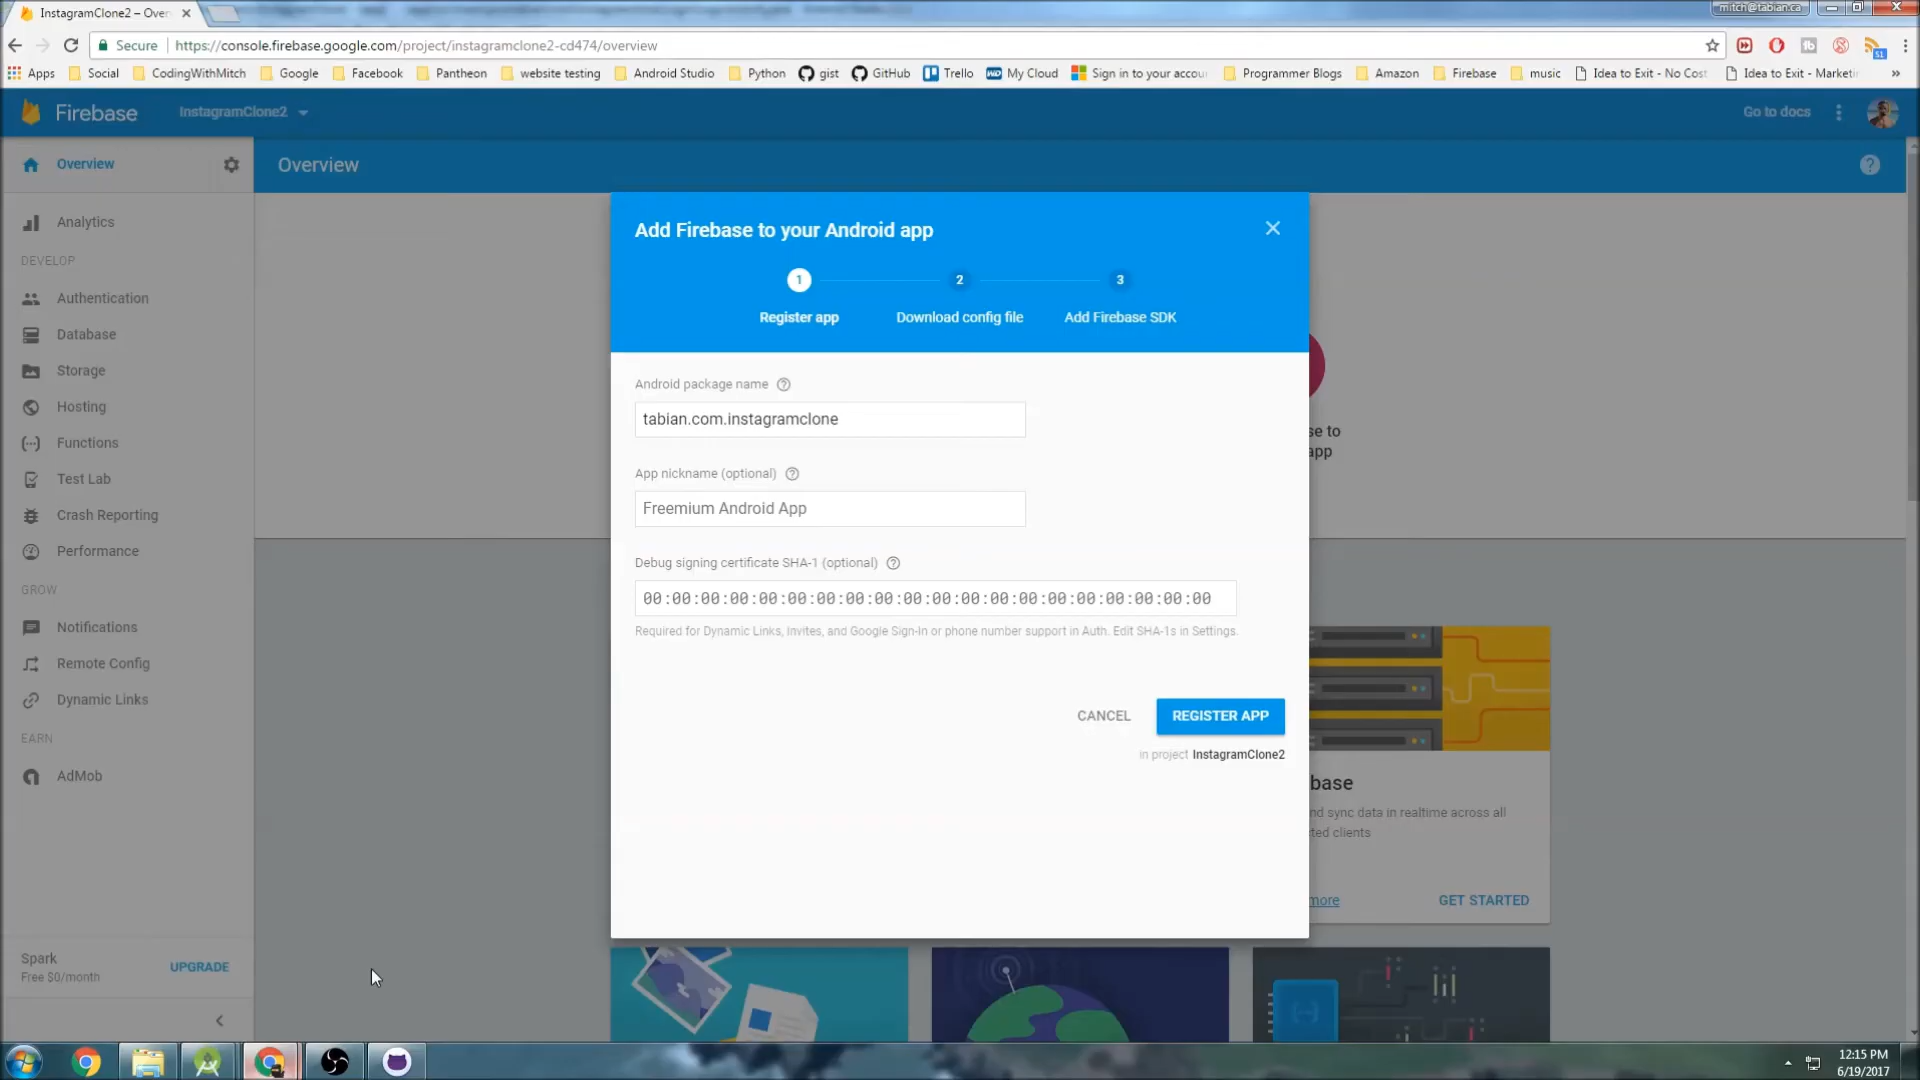 InstagramClone2 – Over
mitch@tabian.ca
Secure
https://console.firebase.google.com/project/instagramclone2-cd474/overview
51
Apps
Social
CodingWithMitch
Google
Facebook
Pantheon
website testing
Android Studio
Python
gist
GitHub
Trello
WD
My Cloud
Sign in to your accou
Programmer Blogs
Amazon
Firebase
music
Idea to Exit - No Cost
Idea to Exit - Marketin
»
Firebase
InstagramClone2
Go to docs
Overview
Overview
Analytics
DEVELOP
Authentication
Database
Storage
Hosting
Functions
Test Lab
Crash Reporting
Performance
GROW
Notifications
Remote Config
Dynamic Links
EARN
AdMob
Spark
Free $0/month
UPGRADE
Add Firebase to your Android app
1
2
3
Register app
Download config file
Add Firebase SDK
Android package name
tabian.com.instagramclone
App nickname (optional)
Freemium Android App
Debug signing certificate SHA-1 (optional)
00:00:00:00:00:00:00:00:00:00:00:00:00:00:00:00:00:00:00:00
Required for Dynamic Links, Invites, and Google Sign-In or phone number support in Auth. Edit SHA-1s in Settings.
CANCEL
REGISTER APP
in project InstagramClone2
se to
app
base
nd sync data in realtime across all
ted clients
more
GET STARTED
12:15 PM
6/19/2017